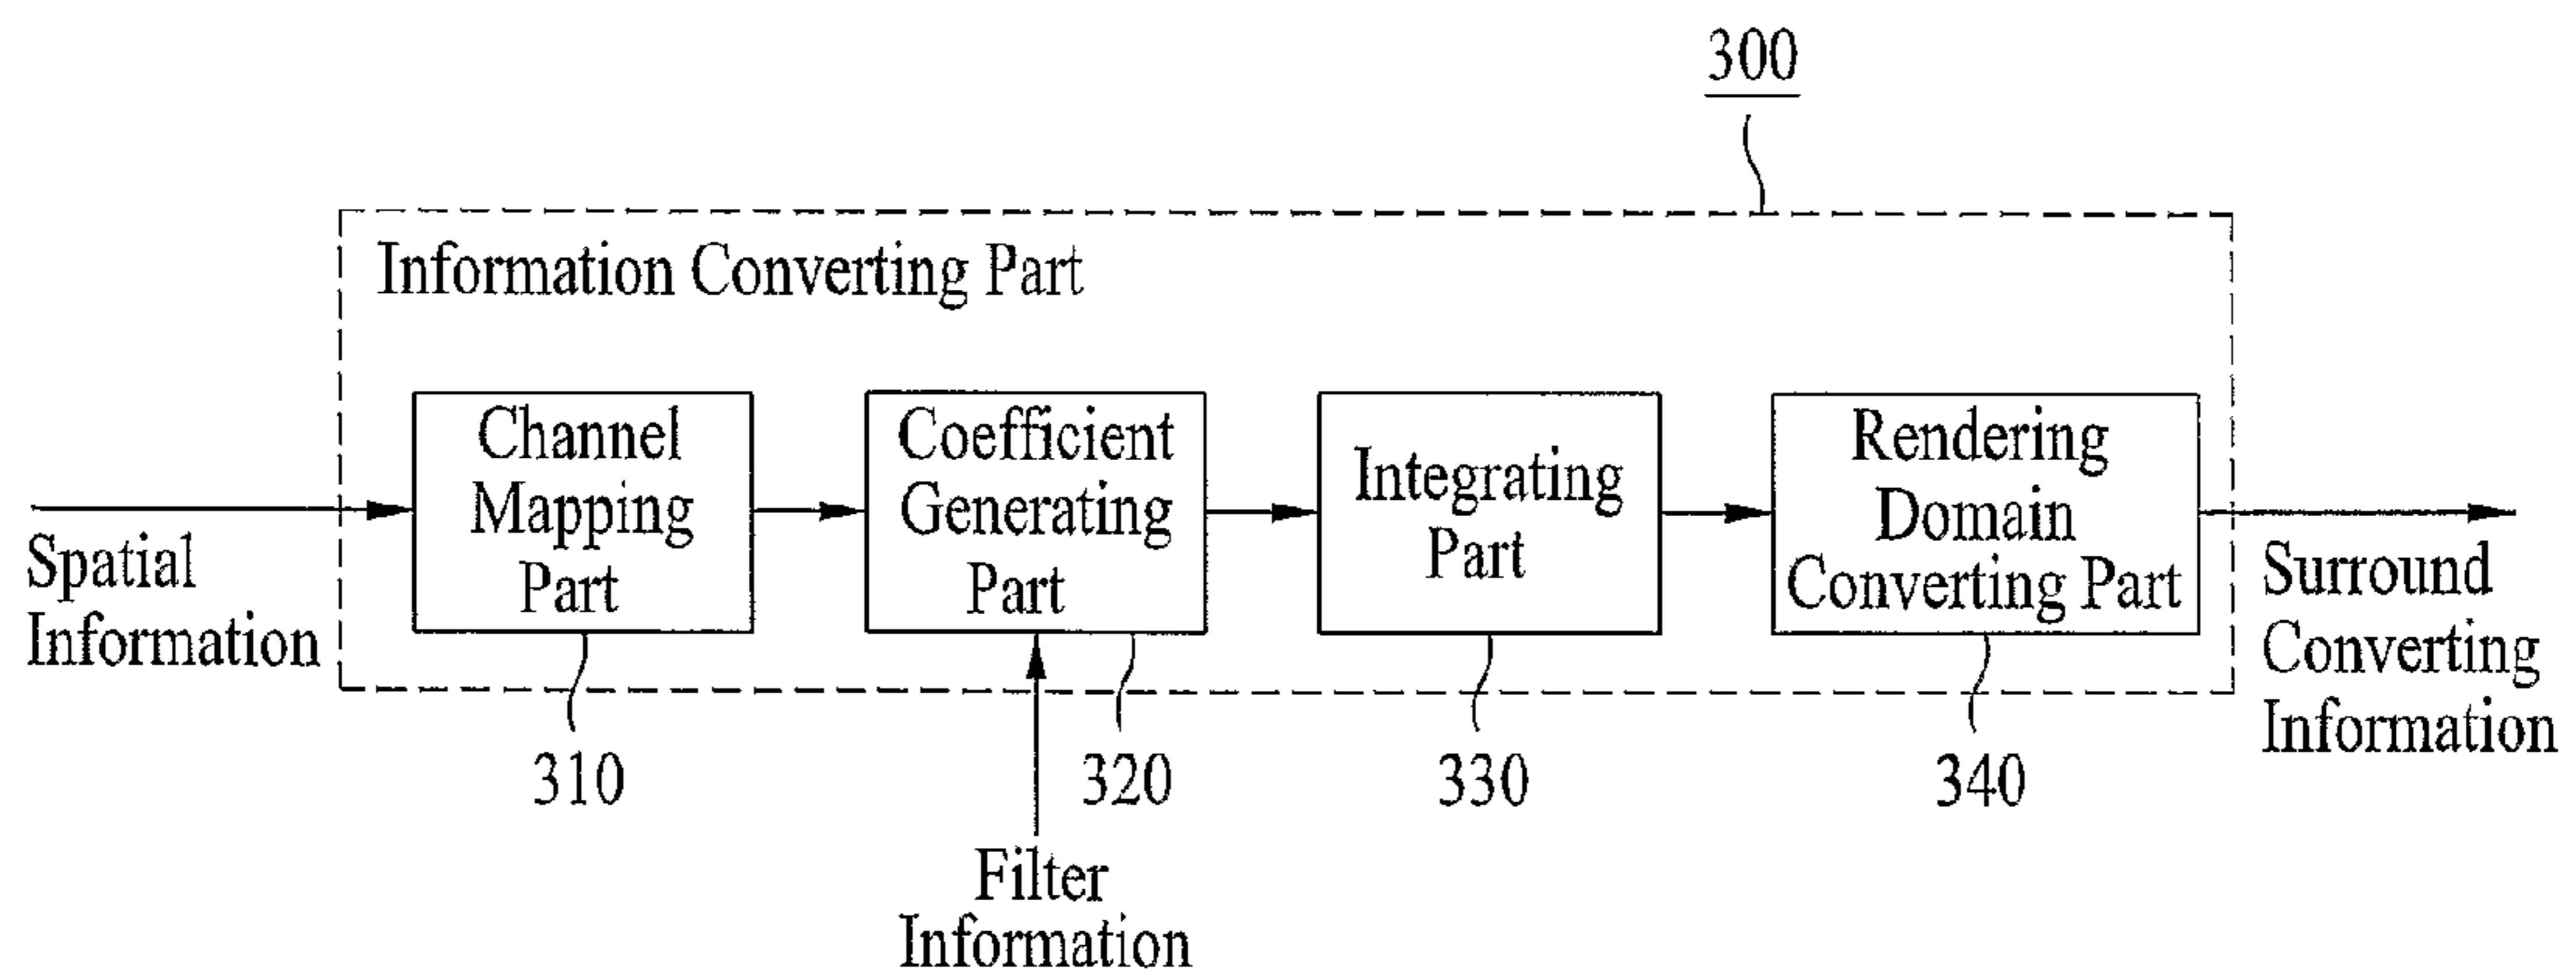 300
Information Converting Part
Channel
Mapping
Part
Coefficient
Generating
Part
Integrating
Part
Rendering
Domain
Converting Part
Spatial
Information
Surround
Converting
Information
310
320
330
340
Filter
Information